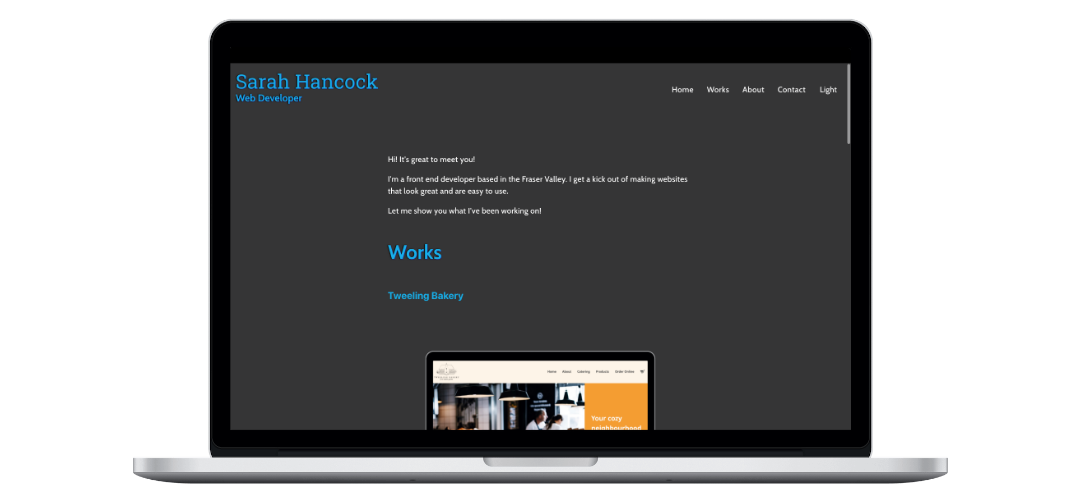 Sarah Hancock
Web Developer
Home Works About Contact Light
Hi! It's great to meet you!
I'm a front end developer based in the Fraser Valley. I get a kick out of making websites
that look great and are easy to use.
Let me show you what I've been working on!
Works
Tweeling Bakery
Home About Catering Products Order Online
Your cozy
neighbourhood